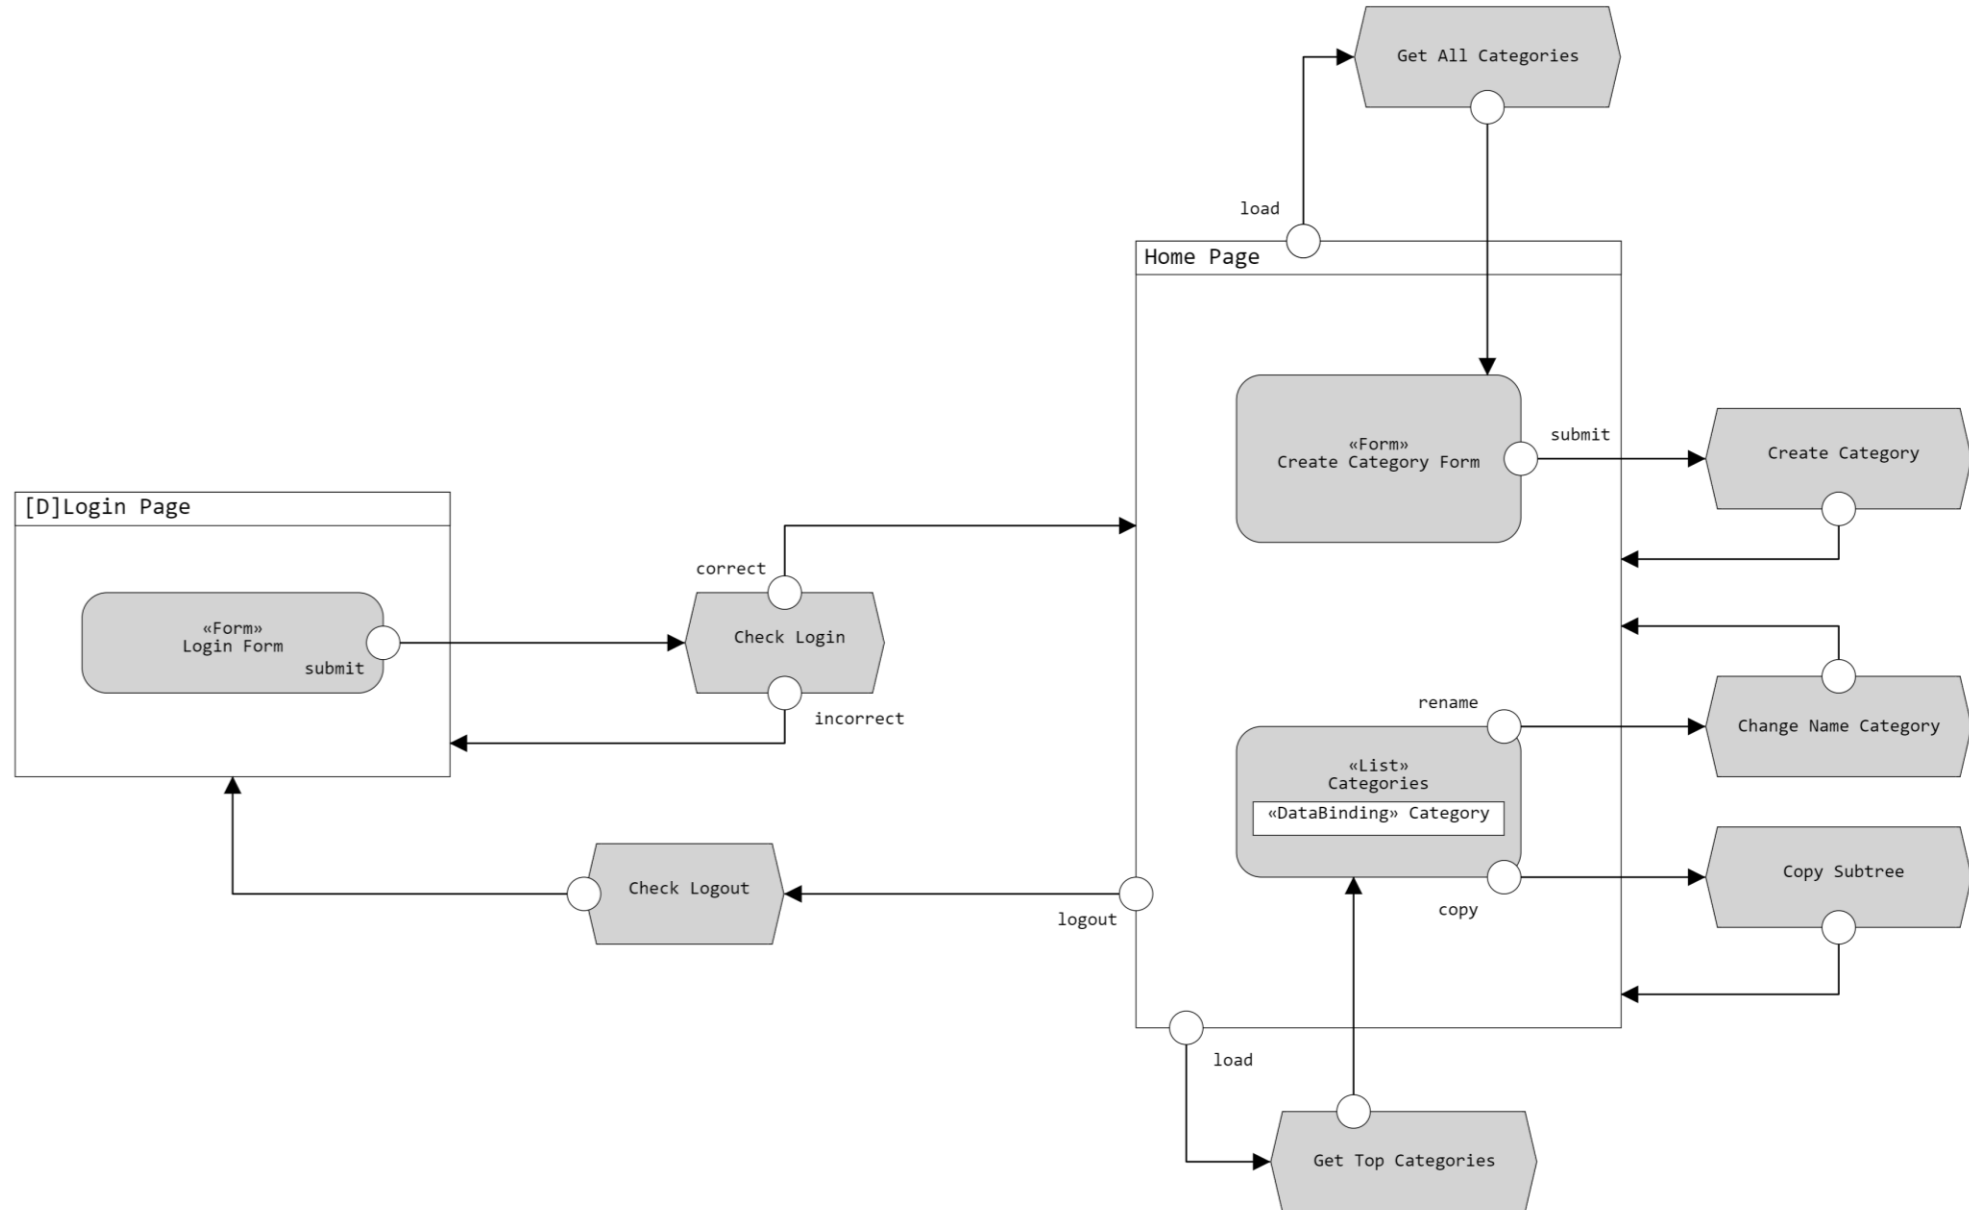 Get All Categories
load
Home Page
«Form»
Create Category Form
submit
Create Category
[D]Login Page
«Form»
Login Form
submit
correct
Check Login
incorrect
rename
Change Name Category
«List»
Categories
«DataBinding» Category
copy
Copy Subtree
Check Logout
logout
load
Get Top Categories